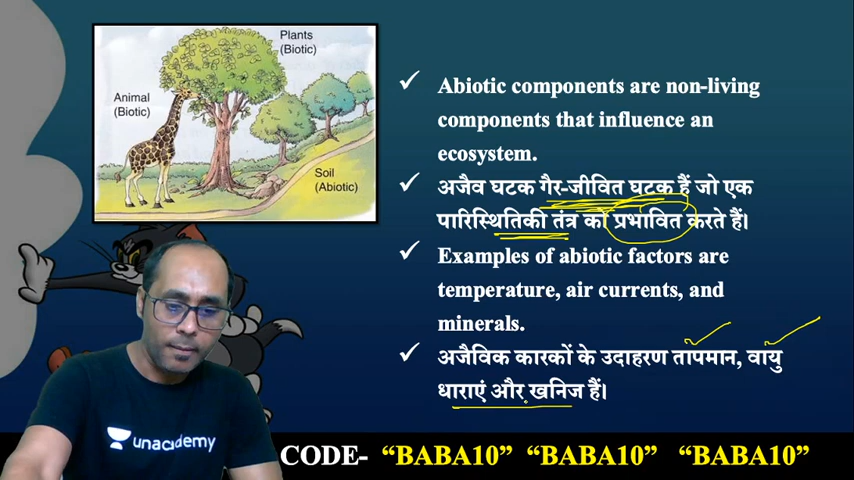 Plants
(Biotic)
Animal
(Biotic)
Soil
(Abiotic)
✓ Abiotic components are non-living
components that influence an
ecosystem.
✓ अजैव घटक गैर-जीवित घटक हैं जो एक
पारिस्थितिकी तंत्र को प्रभावित करते हैं।
✓ Examples of abiotic factors are
temperature, air currents, and
minerals.
✓ अजैविक कारकों के उदाहरण तापमान, वायु
धाराएं और खनिज हैं।
unacademy
CODE- “BABA10” “BABA10” “BABA10”